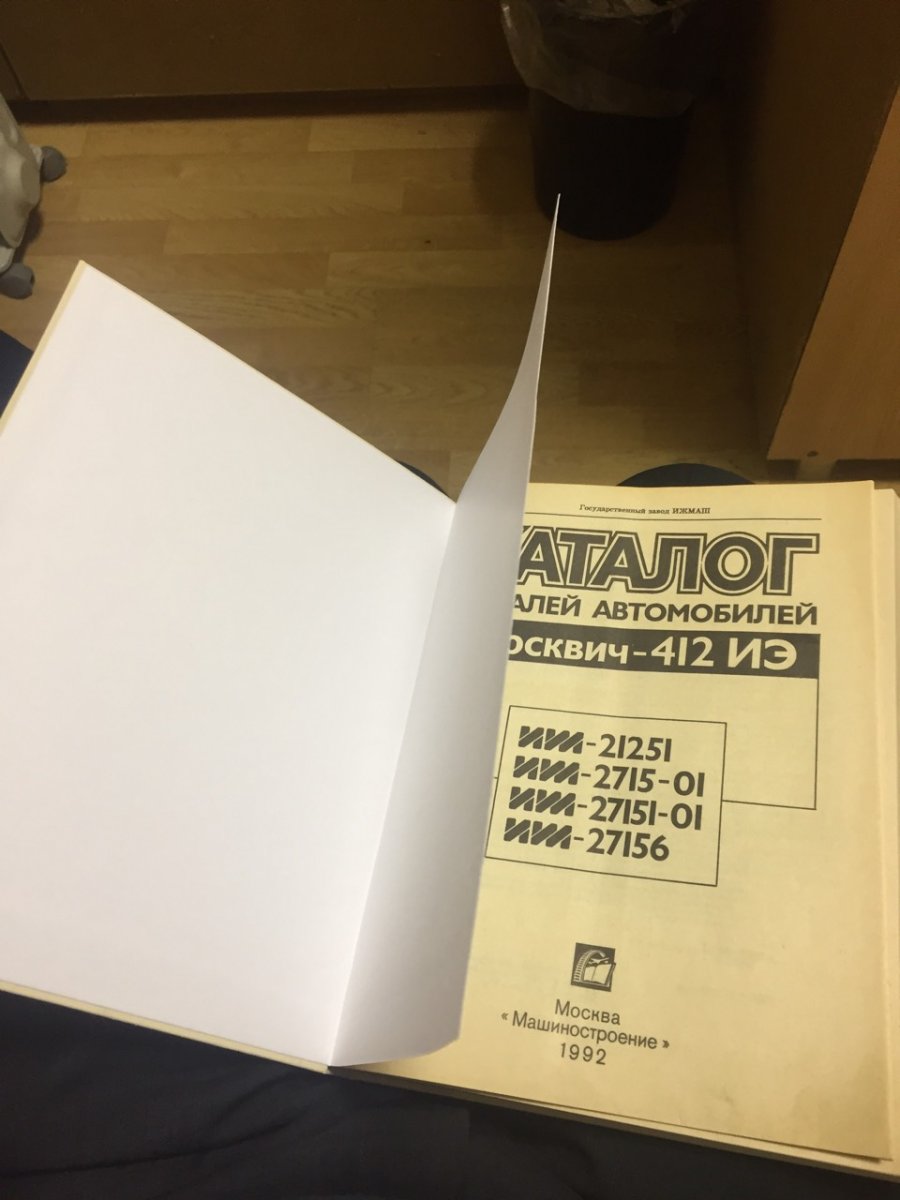 Государственный завод ИЖМАШ
КАТАЛОГ
АЛЕЙ АВТОМОБИЛЕЙ
ОСКВИЧ-412 ИЭ
ИЖ-21251
ИЖ-2715-01
ИЖ-27151-01
ИЖ-27156
Москва
«Машиностроение»
1992